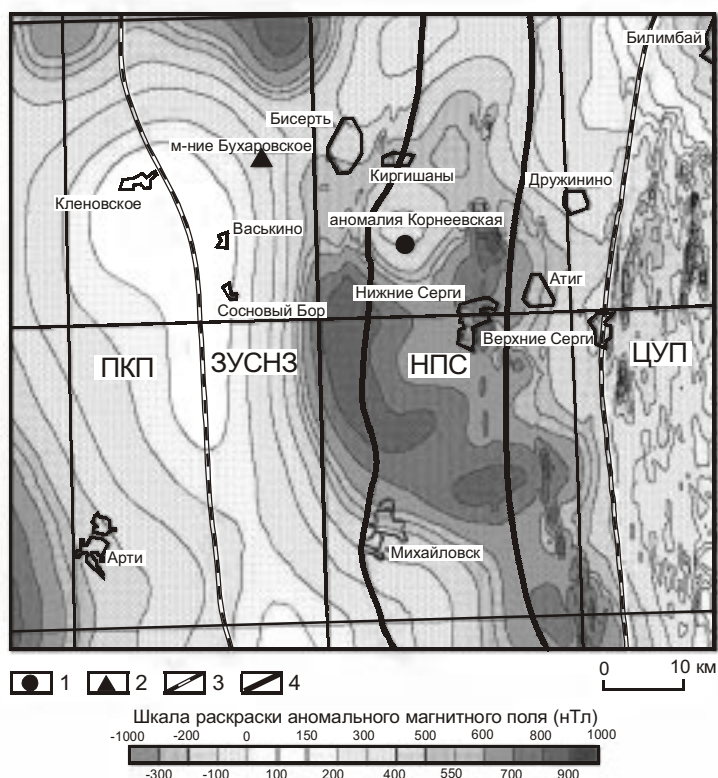 Билимбай
Бисерть
м-ние Бухаровское
Киргишаны
Дружинино
Кленовское
аномалия Корнеевская
Васькино
Атиг
Нижние Серги
Сосновый Бор
Верхние Серги
ПКП ЗУСНЗ НПС ЦУП
Михайловск
Арти
1 2 3 4
0 10 км
Шкала раскраски аномального магнитного поля (нТл)
-1000 -200 0 150 300 500 600 800 1000
-300 -100 100 200 400 550 700 900